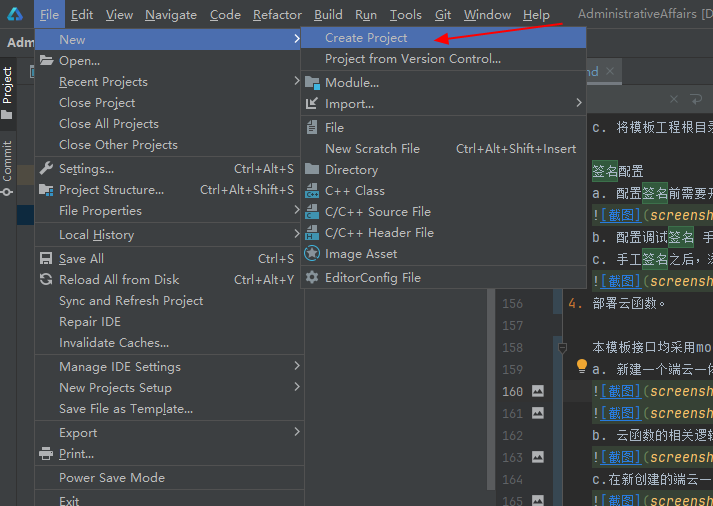 File Edit View Navigate Code Refactor Build Run Tools Git Window Help AdministrativeAffairs [D
Adm
New
Open...
Recent Projects
Close Project
Close All Projects
Close Other Projects
Settings... Ctrl+Alt+S
Project Structure... Ctrl+Alt+Shift+S
File Properties
Local History
Save All Ctrl+S
Reload All from Disk Ctrl+Alt+Y
Sync and Refresh Project
Repair IDE
Invalidate Caches...
Manage IDE Settings
New Projects Setup
Save File as Template...
Export
Print...
Power Save Mode
Exit
Create Project
Project from Version Control...
Module...
Import...
File
New Scratch File Ctrl+Alt+Shift+Insert
Directory
C++ Class
C/C++ Source File
C/C++ Header File
Image Asset
EditorConfig File
Project
Commit
nd
c. 将模板工程根目录
签名配置
a. 配置签名前需要开
![截图](screensh
b. 配置调试签名 手
![截图](screensh
c. 手工签名之后，
![截图](screensh
156 4. 部署云函数。
157
158 本模板接口均采用mo
159 a. 新建一个端云一体
160 ![截图](screensh
161 ![截图](screensh
162 b. 云函数的相关逻辑
163 ![截图](screensh
164 c.在新创建的端云一
165 ![截图](screensh